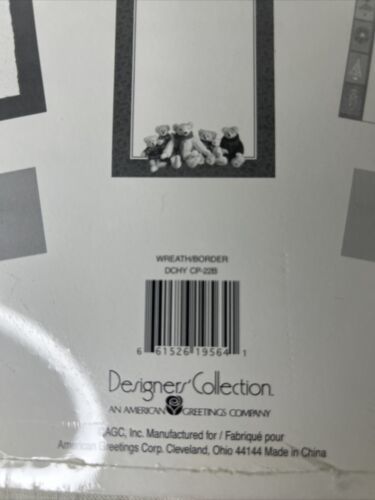 WREATH/BORDER
DCHY CP-22B
6 61526 19564 1
Designers' Collection
AN AMERICAN GREETINGS COMPANY
AGC, Inc. Manufactured for / Fabriqué pour
American Greetings Corp. Cleveland, Ohio 44144 Made in China